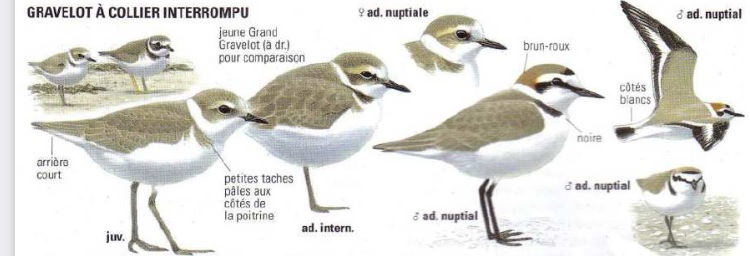 GRAVELOT À COLLIER INTERROMPU
jeune Grand
Gravelot (à dr.)
pour comparaison
♀ ad. nuptiale
♂ ad. nuptial
brun-roux
côtés
blancs
noire
arrière
court
petites taches
pâles aux
côtés de
la poitrine
♂ ad. nuptial
♂ ad. nuptial
juv.
ad. intern.